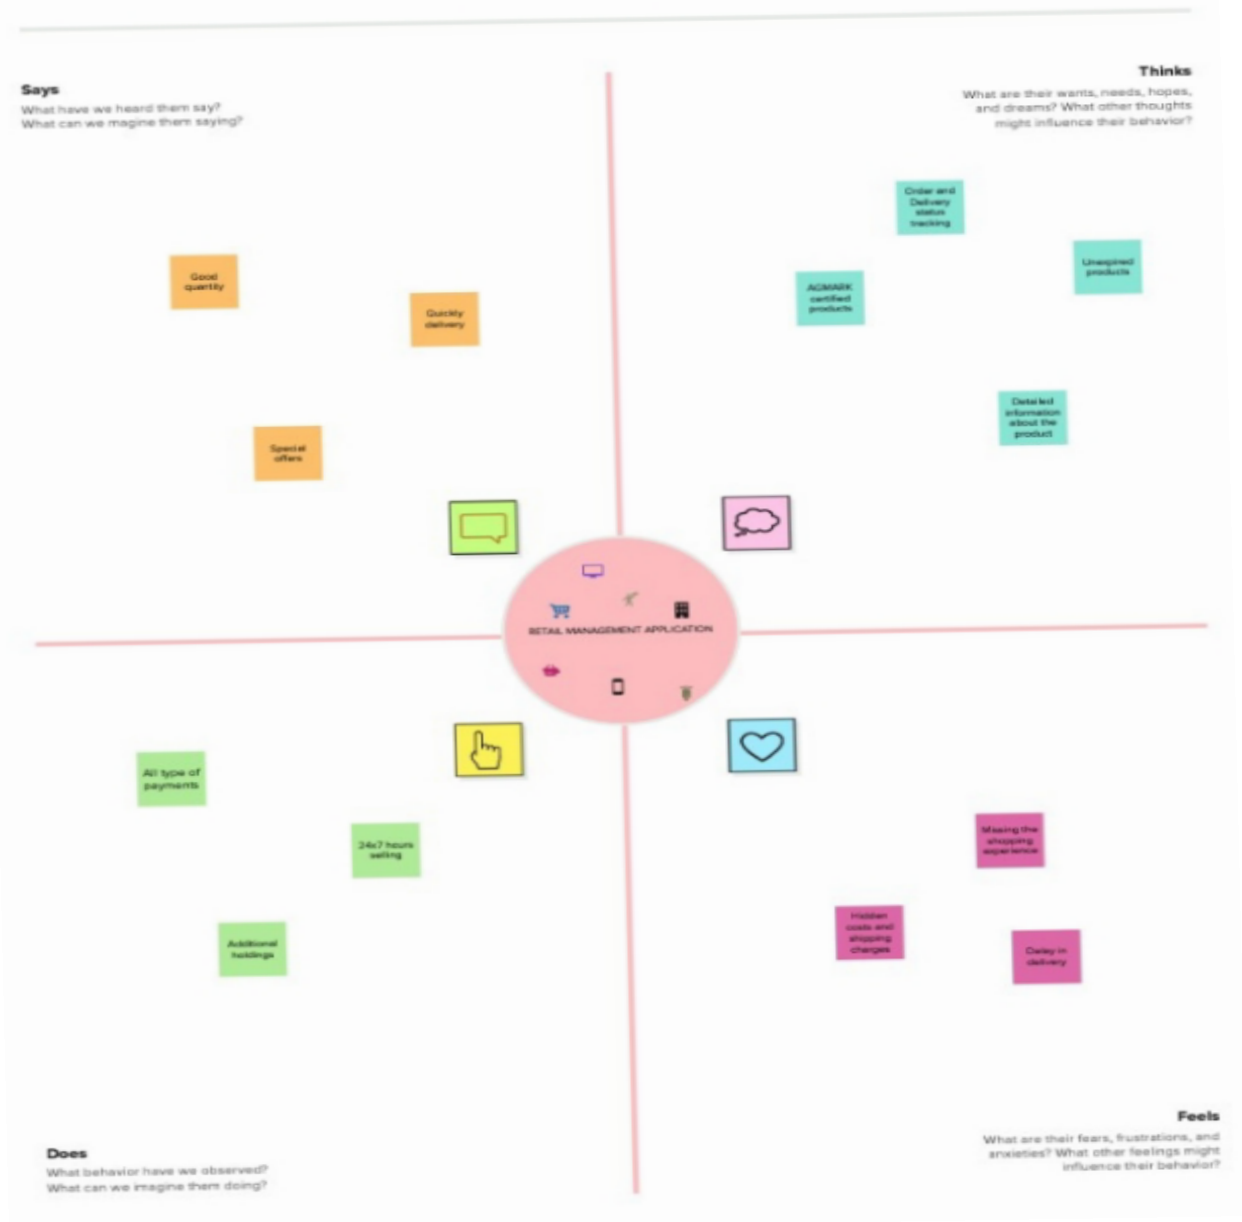 Says
What have we heard them say?
What can we magine them saying?
Good
quantity
Quickly
delivery
Special
offers
Thinks
What are their wants, needs, hopes,
and dreams? What other thoughts
might influence their behavior?
Order and
Delivery
status
tracking
Unexpired
products
AGMARK
certified
products
Detailed
information
about the
product
RETAIL MANAGEMENT APPLICATION
All type of
payments
24x7 hours
selling
Additional
holdings
Does
What behavior have we observed?
What can we imagine them doing?
Missing the
shopping
experience
Hidden
costs and
shipping
charges
Delay in
delivery
Feels
What are their fears, frustrations, and
anxieties? What other feelings might
influence their behavior?